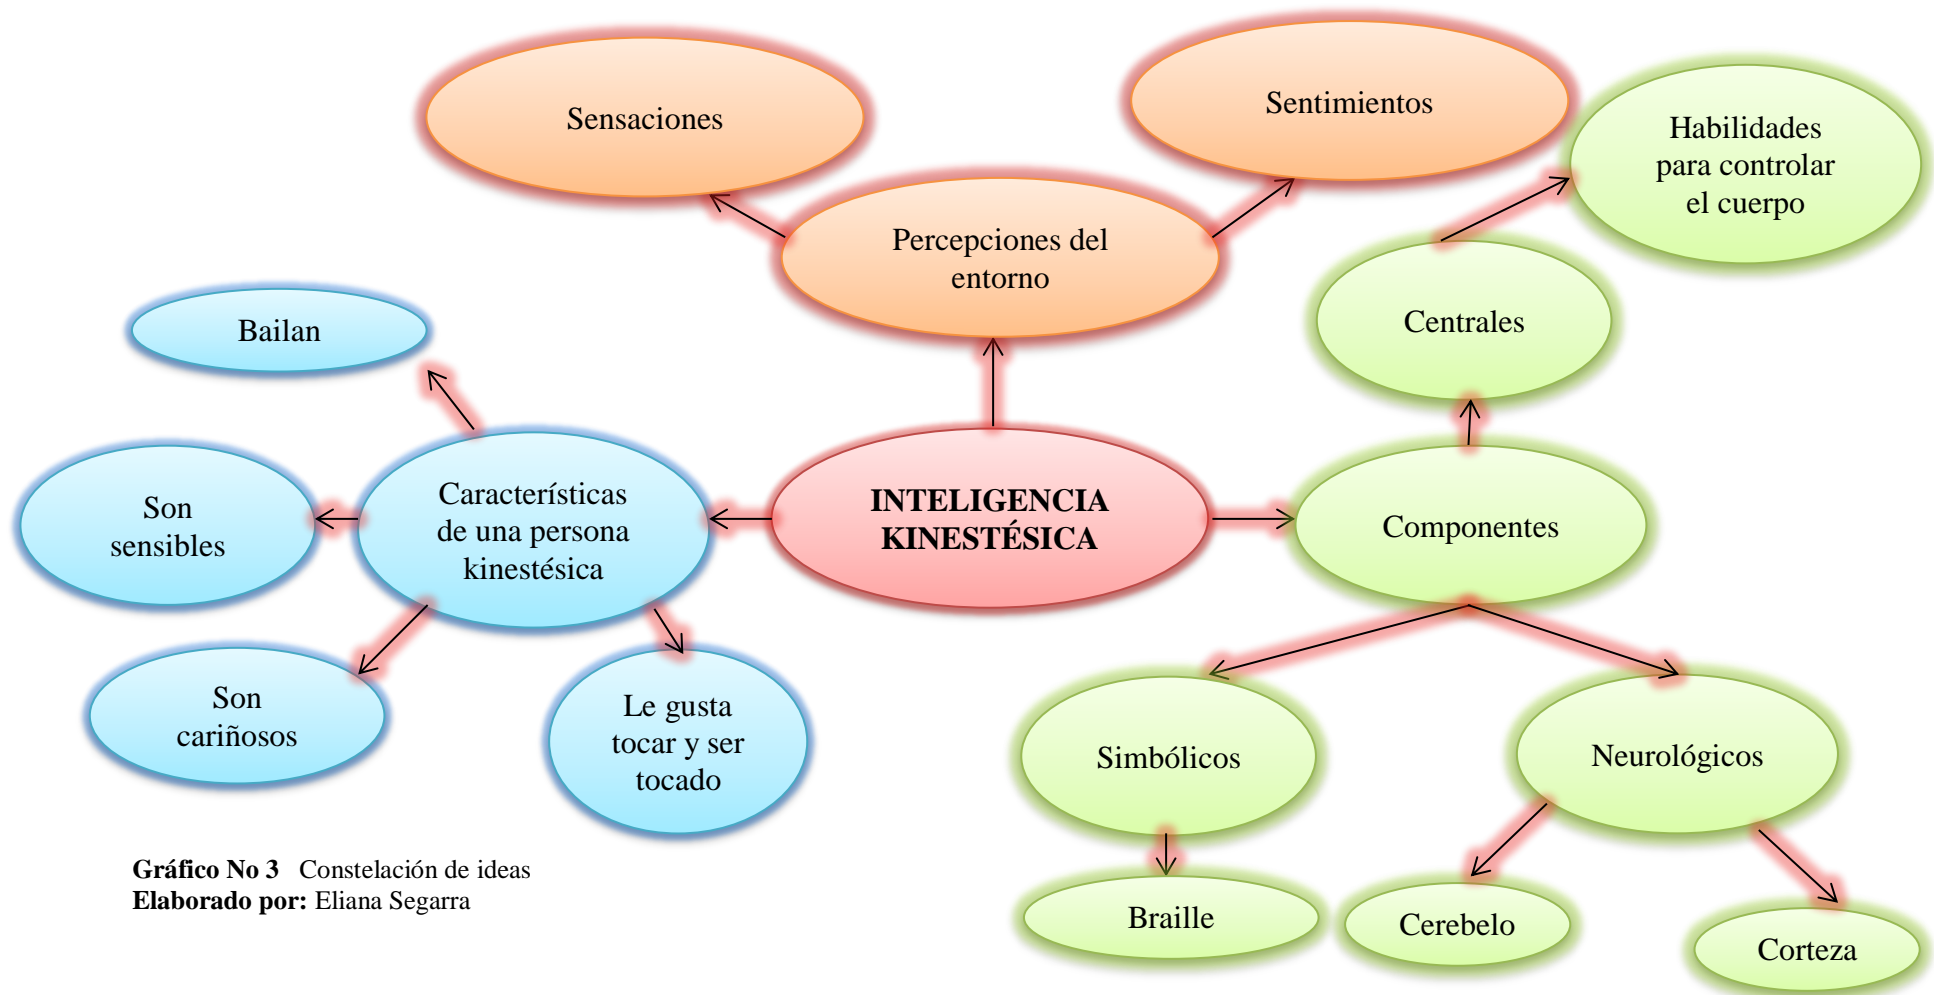 Sensaciones
Sentimientos
Habilidades
para controlar
el cuerpo
Percepciones del
entorno
Centrales
Bailan
Son
sensibles
Características
de una persona
kinestésica
INTELIGENCIA
KINESTÉSICA
Componentes
Son
cariñosos
Le gusta
tocar y ser
tocado
Simbólicos
Neurológicos
Braille
Cerebelo
Corteza
Gráfico No 3 Constelación de ideas
Elaborado por: Eliana Segarra